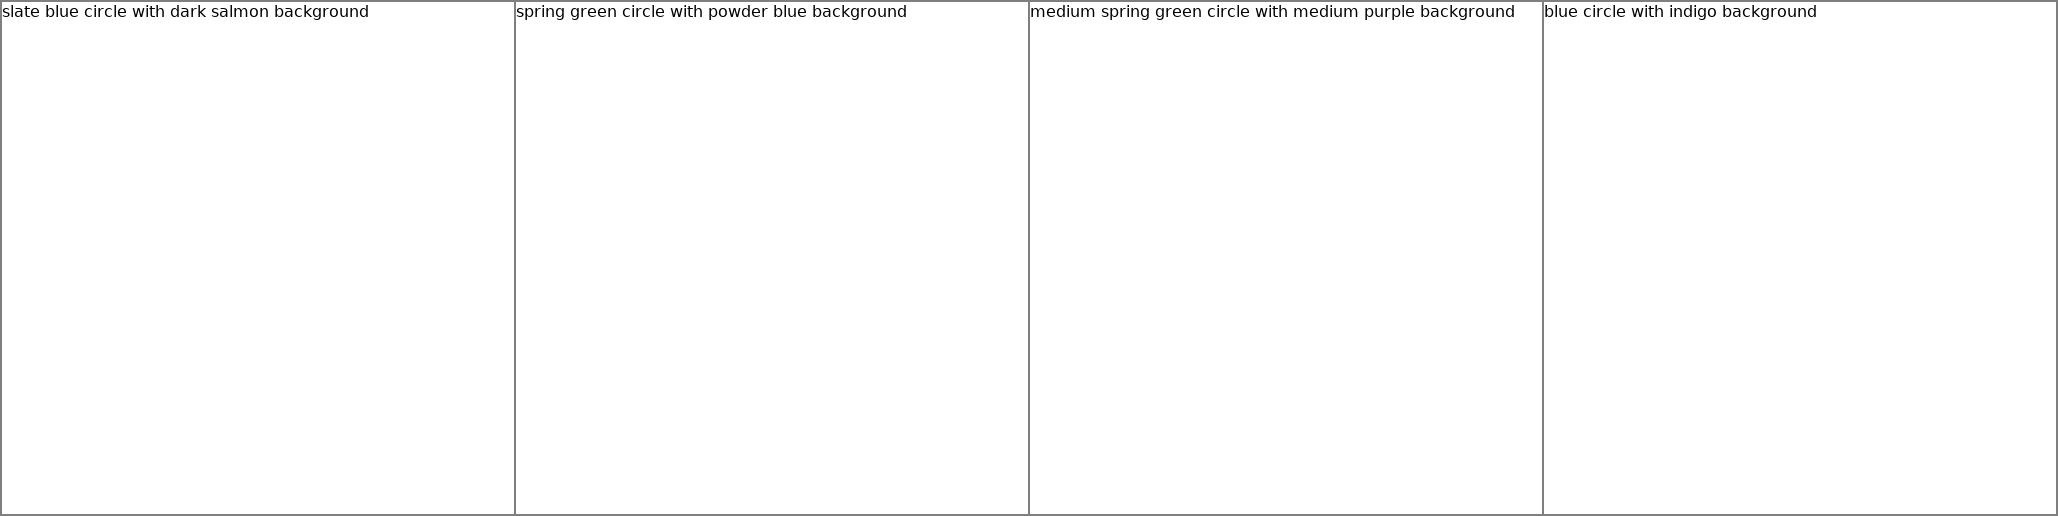 slate blue circle with dark salmon background
spring green circle with powder blue background
medium spring green circle with medium purple background
blue circle with indigo background